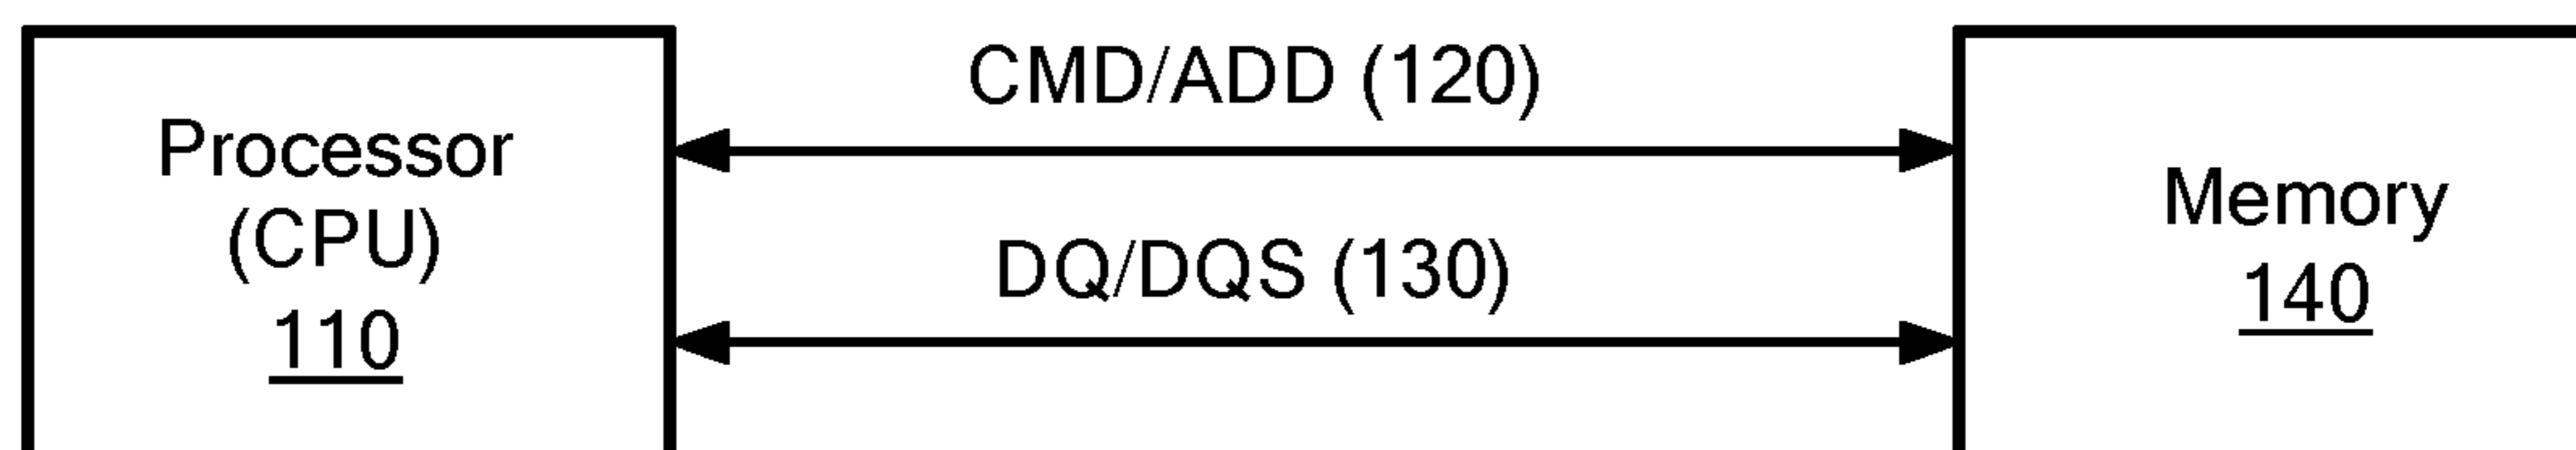 Processor
(CPU)
110
CMD/ADD (120)
DQ/DQS (130)
Memory
140